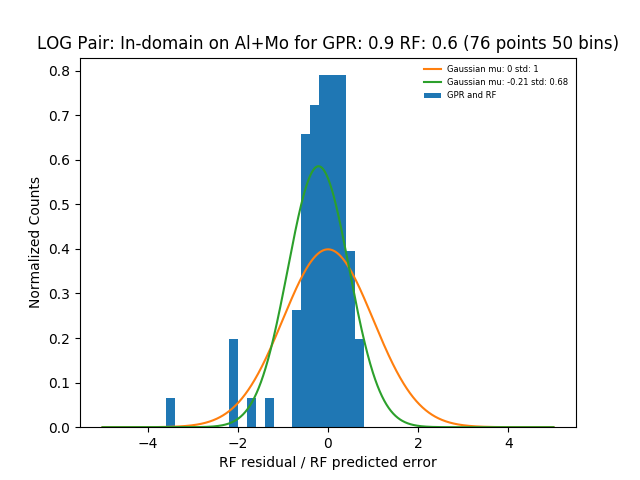 LOG Pair: In-domain on Al+Mo for GPR: 0.9 RF: 0.6 (76 points 50 bins)
Gaussian mu: 0 std: 1
Gaussian mu: -0.21 std: 0.68
GPR and RF
Normalized Counts
0.8
0.7
0.6
0.5
0.4
0.3
0.2
0.1
0.0
−4 −2 0 2 4
RF residual / RF predicted error